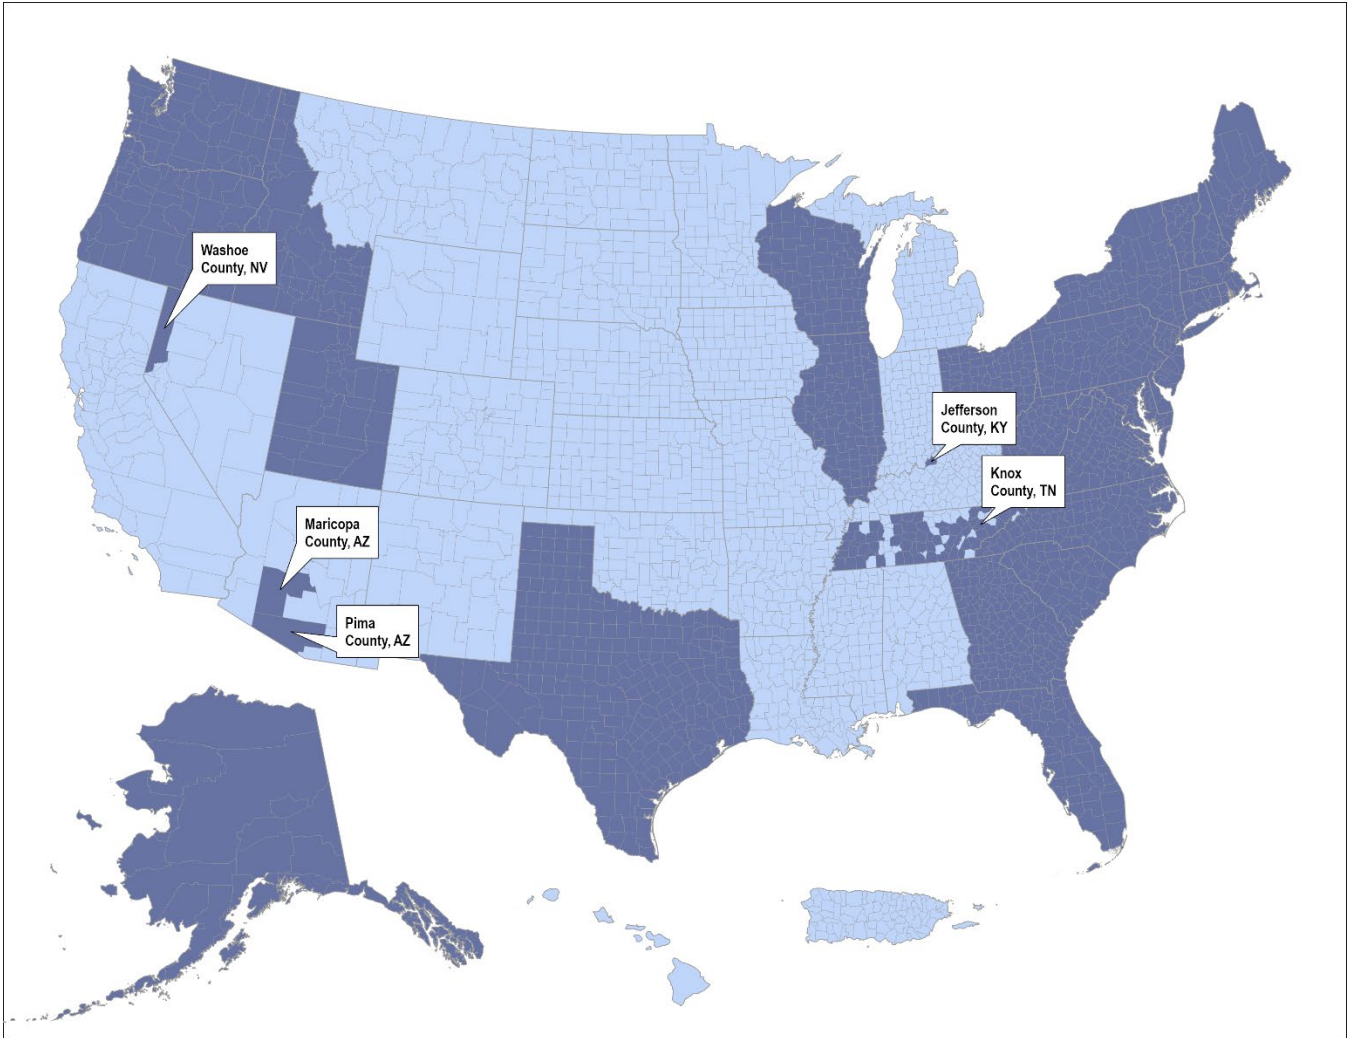 Washoe
County, NV
Jefferson
County, KY
Knox
County, TN
Maricopa
County, AZ
Pima
County, AZ